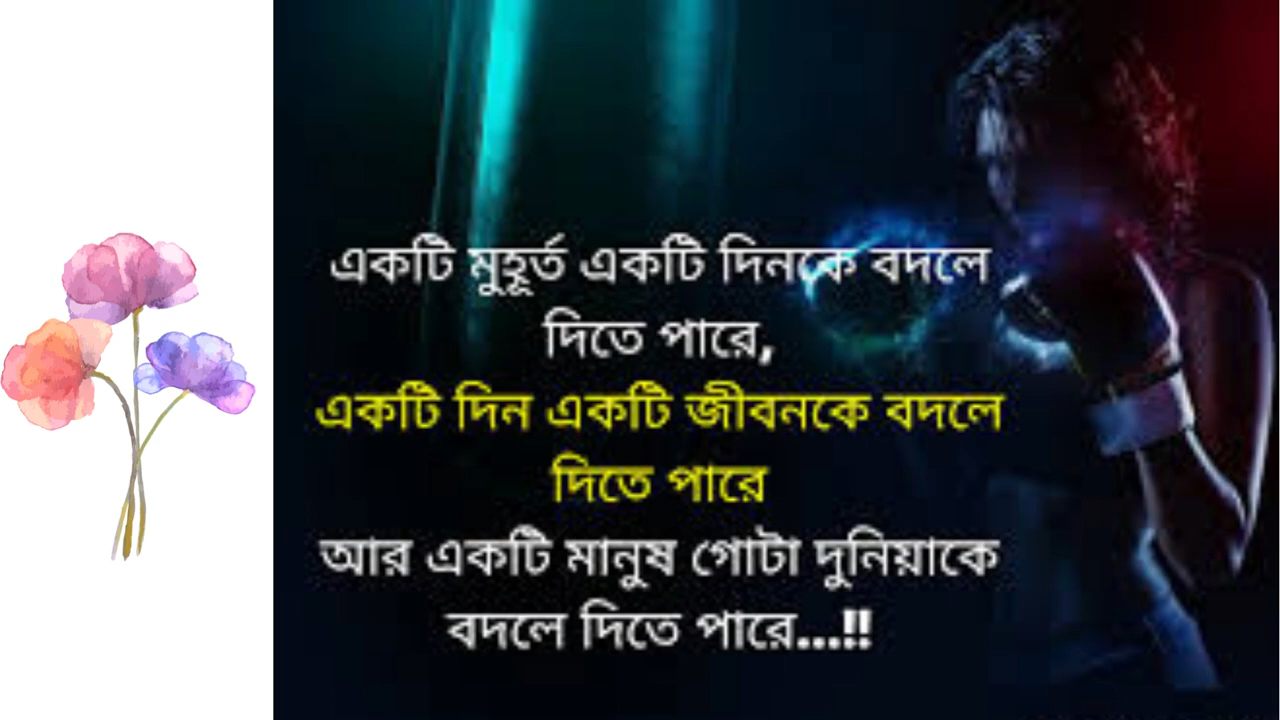 একটি মুহূর্ত একটি দিনকে বদলে
দিতে পারে,
একটি দিন একটি জীবনকে বদলে
দিতে পারে
আর একটি মানুষ গোটা দুনিয়াকে
বদলে দিতে পারে...!!